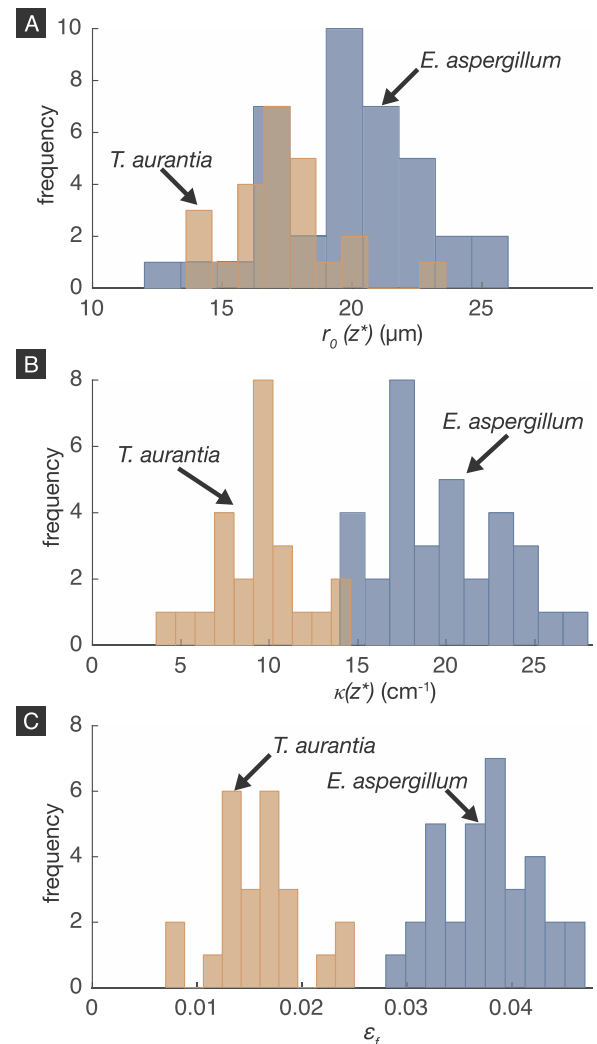 A
10
8
6
4
2
0
frequency
E. aspergillum
T. aurantia
10 15 20 25
r₀ (z*) (μm)
B
8
6
4
2
0
frequency
T. aurantia
E. aspergillum
0 5 10 15 20 25
κ(z*) (cm⁻¹)
C
8
6
4
2
0
frequency
T. aurantia
E. aspergillum
0 0.01 0.02 0.03 0.04
ε_f